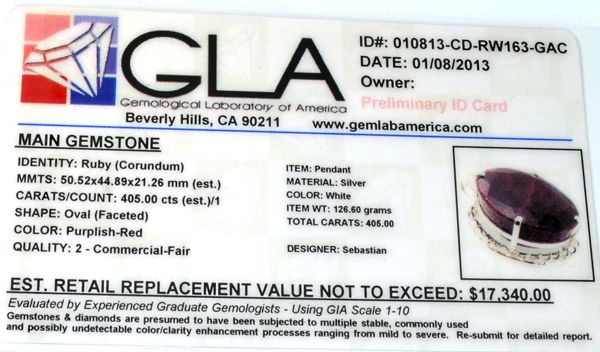 GLA
Gemological Laboratory of America
Beverly Hills, CA 90211 www.gemlabamerica.com
ID#: 010813-CD-RW163-GAC
DATE: 01/08/2013
Owner:
Preliminary ID Card
MAIN GEMSTONE
IDENTITY: Ruby (Corundum)
MMTS: 50.52x44.89x21.26 mm (est.)
CARATS/COUNT: 405.00 cts (est.)/1
SHAPE: Oval (Faceted)
COLOR: Purplish-Red
QUALITY: 2 - Commercial-Fair
ITEM: Pendant
MATERIAL: Silver
COLOR: White
ITEM WT: 126.60 grams
TOTAL CARATS: 405.00
DESIGNER: Sebastian
EST. RETAIL REPLACEMENT VALUE NOT TO EXCEED: $17,340.00
Evaluated by Experienced Graduate Gemologists - Using GIA Scale 1-10
Gemstones & diamonds are presumed to have been subjected to multiple stable, commonly used
and possibly undetectable color/clarity enhancement processes ranging from mild to severe. Re-submit for detailed report.